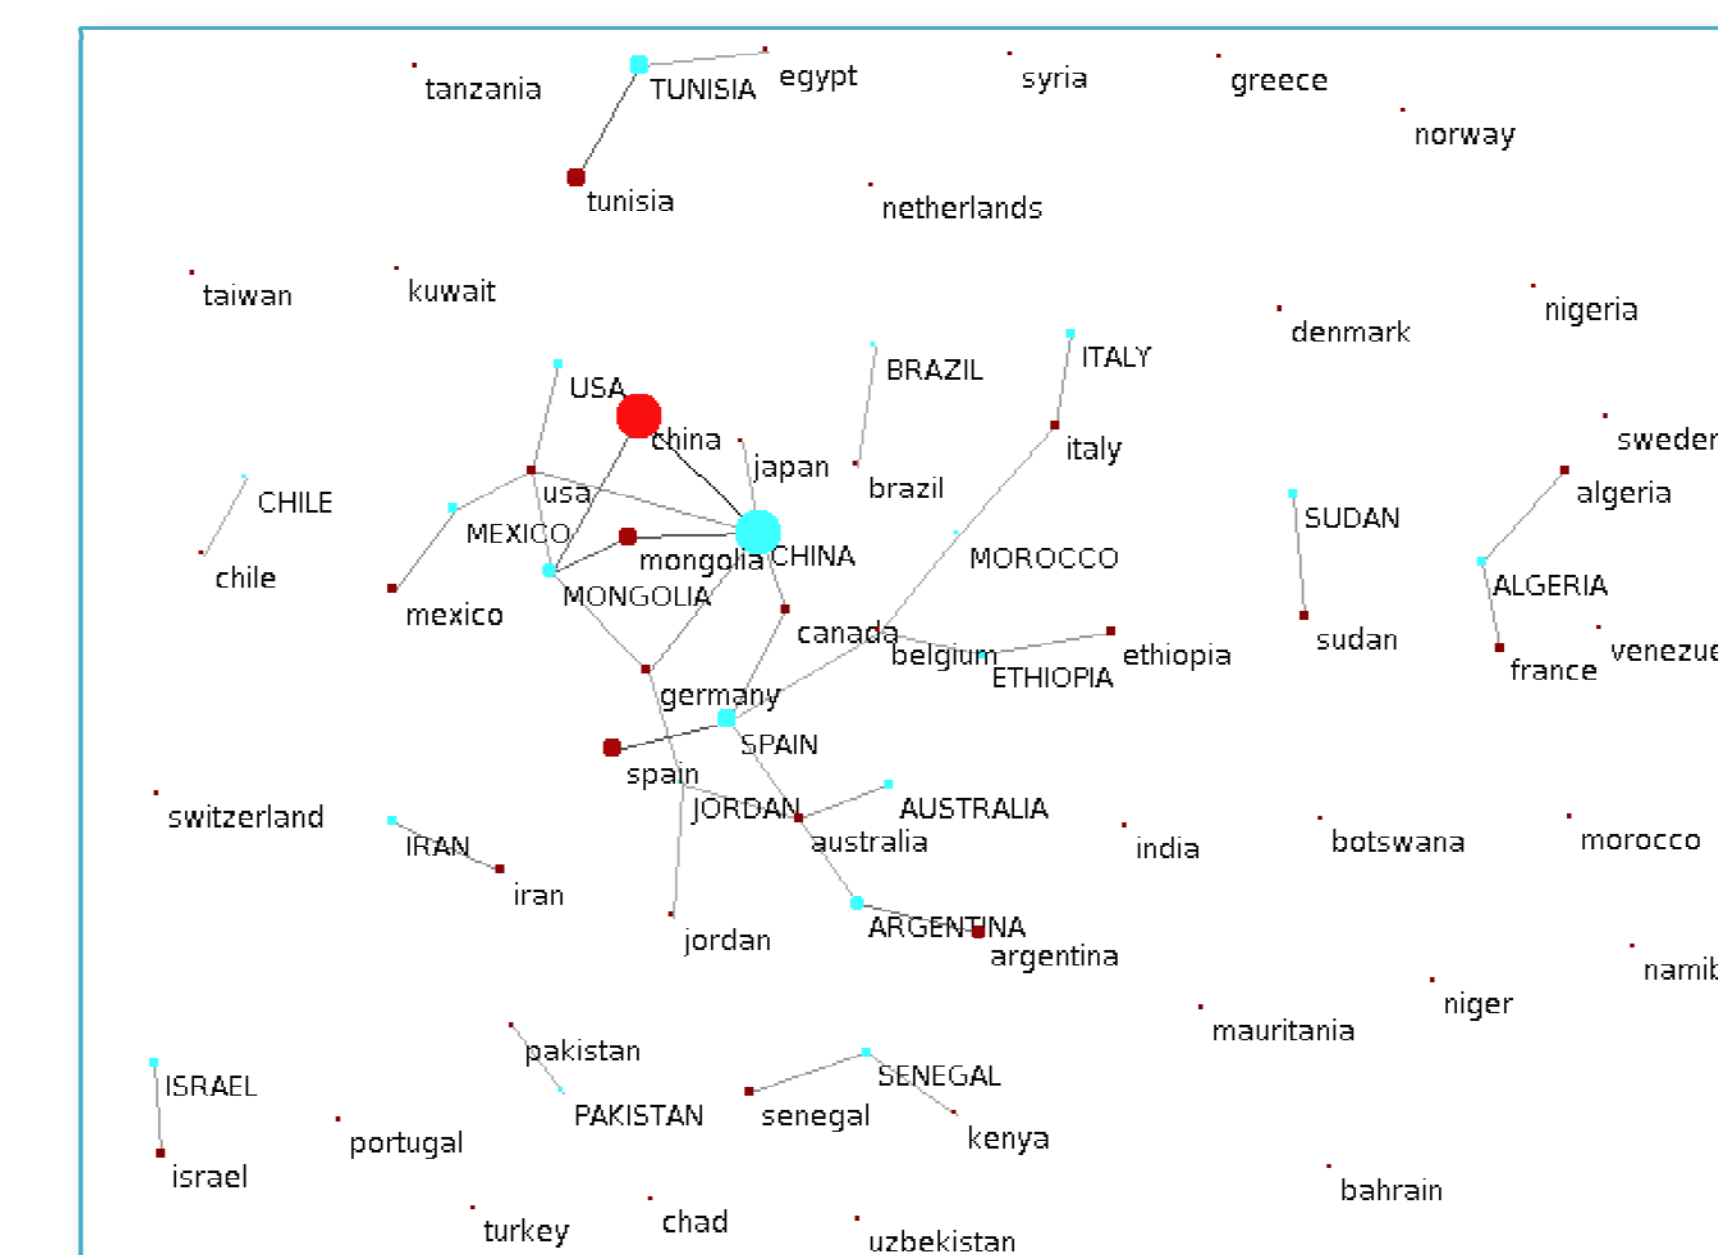 egypt
syria
greece
tanzania
TUNISIA
norway
tunisia
netherlands
taiwan
kuwait
nigeria
denmark
ITALY
BRAZIL
USA
china
italy
sweden
japan
brazil
usa
algeria
CHILE
SUDAN
MEXICO
mongolia
CHINA
MOROCCO
chile
ALGERIA
MONGOLIA
mexico
canada
sudan
belgium
ethiopia
venezue
france
ETHIOPIA
germany
SPAIN
spain
JORDAN
AUSTRALIA
switzerland
IRAN
australia
india
botswana
morocco
iran
ARGENTINA
jordan
argentina
namib
niger
mauritania
pakistan
SENEGAL
ISRAEL
PAKISTAN
senegal
kenya
portugal
israel
bahrain
turkey
chad
uzbekistan